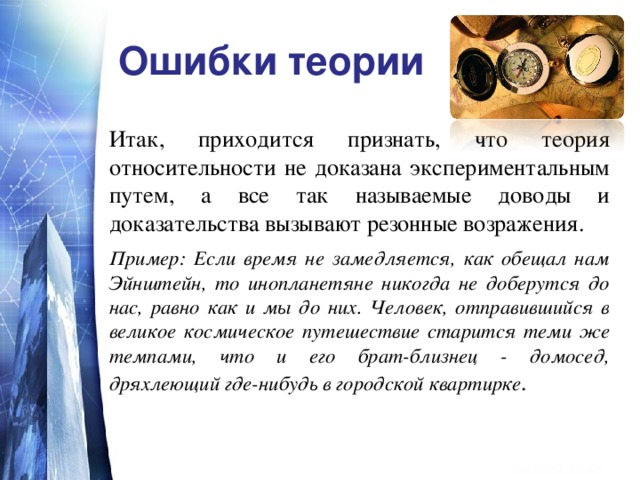 Ошибки теории
Итак, приходится признать, что теория
относительности не доказана экспериментальным
путем, а все так называемые доводы и
доказательства вызывают резонные возражения.
Пример: Если время не замедляется, как обещал нам
Эйнштейн, то инопланетяне никогда не доберутся до
нас, равно как и мы до них. Человек, отправившийся в
великое космическое путешествие старится теми же
темпами, что и его брат-близнец - домосед,
дряхлеющий где-нибудь в городской квартирке.